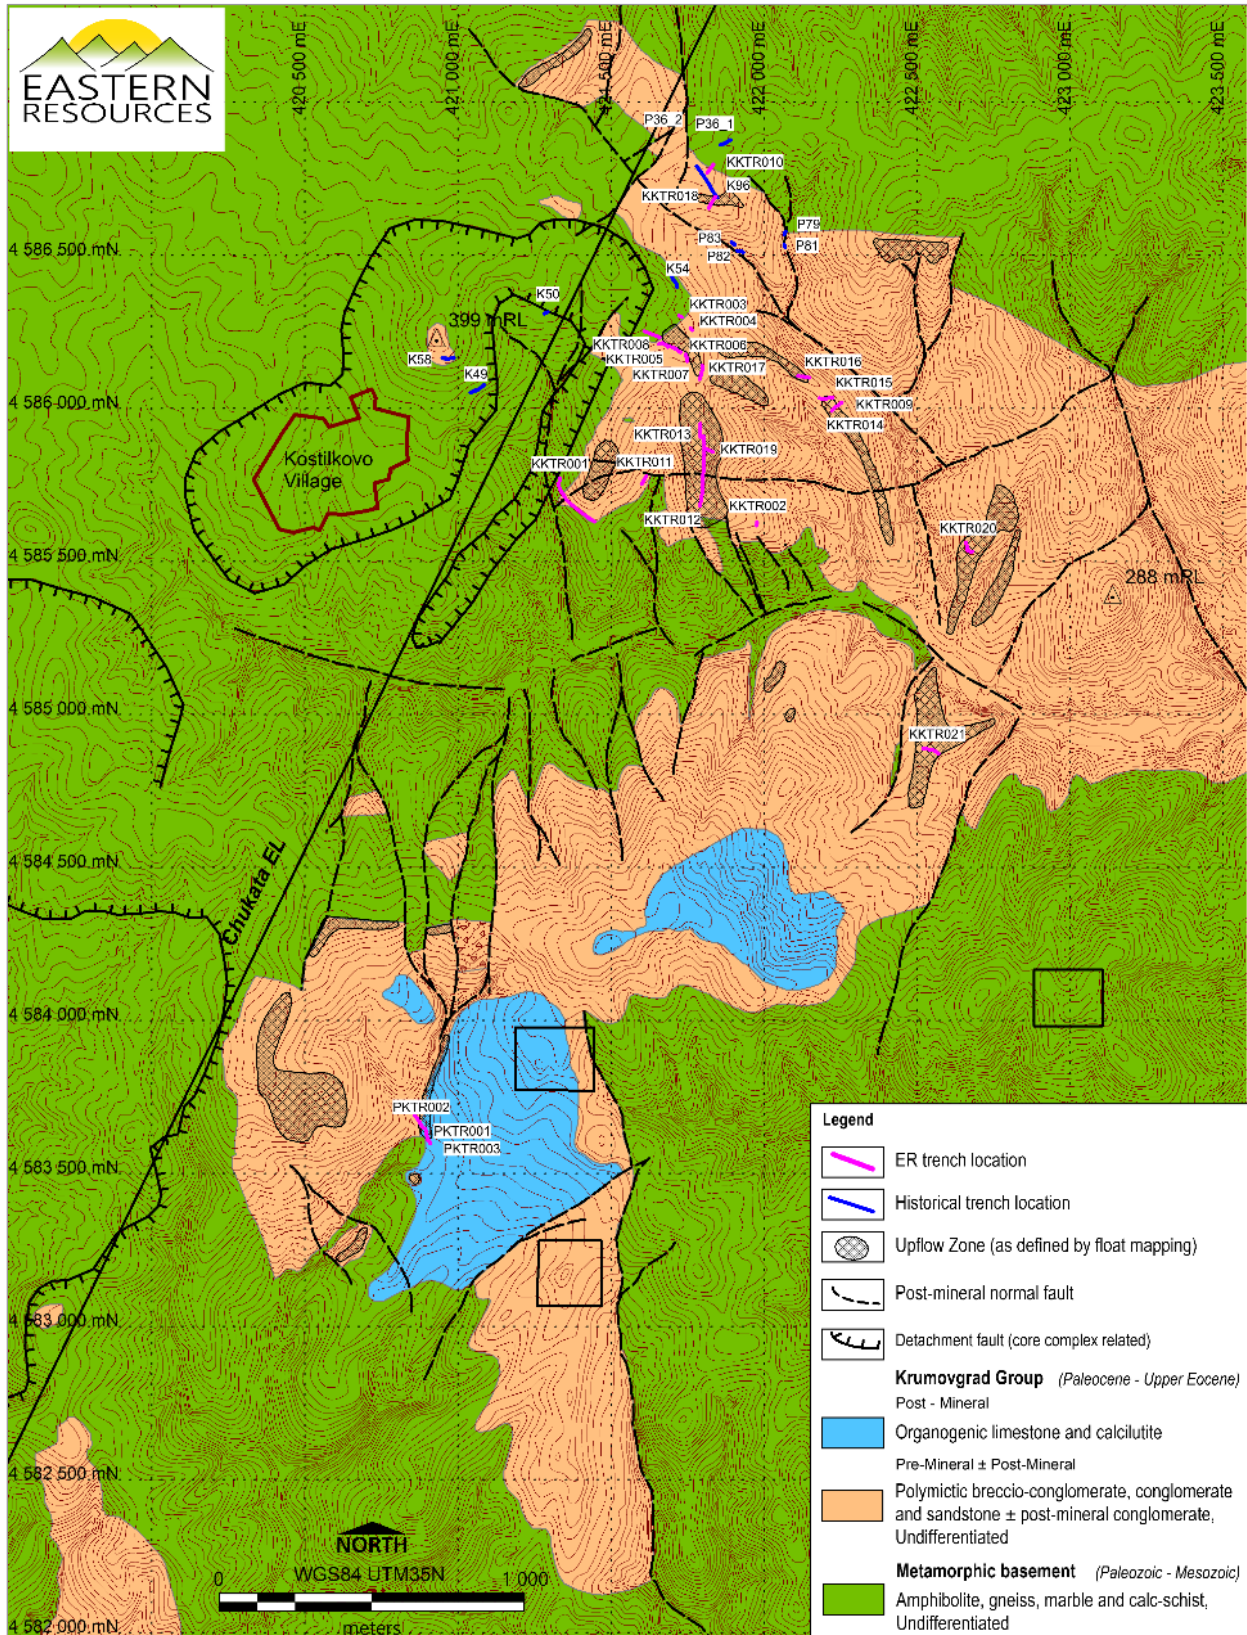 EASTERN
RESOURCES
420 500 mE
421 000 mE
421 500 mE
422 000 mE
422 500 mE
423 000 mE
423 500 mE
P36_2
P36_1
KKTR010
K96
KKTR018
P79
P83
P81
P82
4 586 500 mN
K54
K50
KKTR003
399 mRL
KKTR004
KKTR008
KKTR006
K58
KKTR005
KKTR016
KKTR017
K49
KKTR007
KKTR015
4 586 000 mN
KKTR009
KKTR014
KKTR013
KKTR019
Kostilkovo
Village
KKTR001
KKTR011
KKTR002
KKTR012
KKTR020
4 585 500 mN
288 mRL
4 585 000 mN
KKTR021
4 584 500 mN
Chukata EL
4 584 000 mN
PKTR002
PKTR001
PKTR003
4 583 500 mN
4 583 000 mN
4 582 500 mN
4 582 000 mN
NORTH
WGS84 UTM35N
0 1 000
meters
Legend
ER trench location
Historical trench location
Upflow Zone (as defined by float mapping)
Post-mineral normal fault
Detachment fault (core complex related)
Krumovgrad Group (Paleocene - Upper Eocene)
Post - Mineral
Organogenic limestone and calcilutite
Pre-Mineral ± Post-Mineral
Polymictic breccio-conglomerate, conglomerate
and sandstone ± post-mineral conglomerate,
Undifferentiated
Metamorphic basement (Paleozoic - Mesozoic)
Amphibolite, gneiss, marble and calc-schist,
Undifferentiated